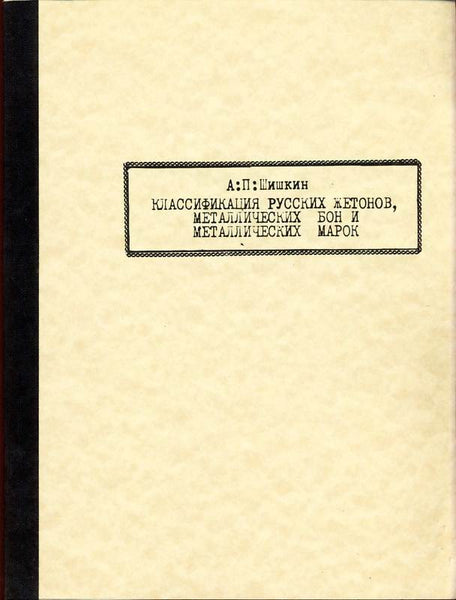 А:П:Шишкин
КЛАССИФИКАЦИЯ РУССКИХ ЖЕТОНОВ,
МЕТАЛЛИЧЕСКИХ БОН И
МЕТАЛЛИЧЕСКИХ МАРОК